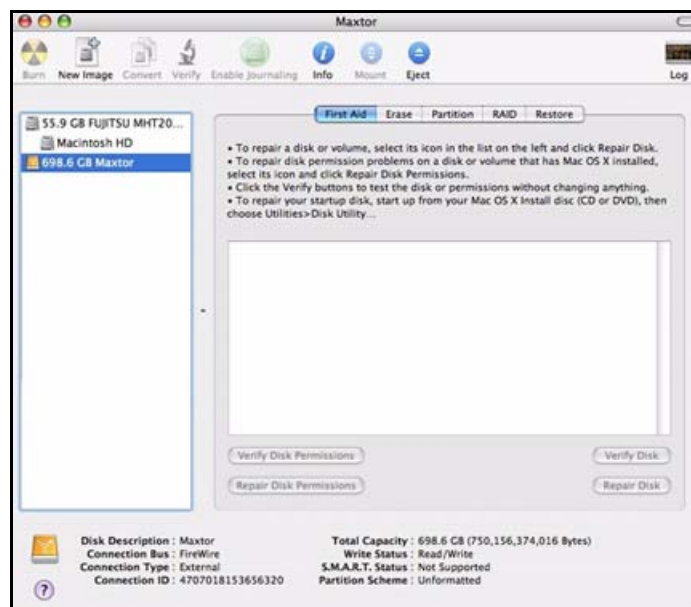 Maxtor
Burn New Image Convert Verify Enable Journaling Info Mount Eject Log
First Aid Erase Partition RAID Restore
55.9 GB FUJITSU MHT20...
Macintosh HD
698.6 GB Maxtor
• To repair a disk or volume, select its icon in the list on the left and click Repair Disk.
• To repair disk permission problems on a disk or volume that has Mac OS X installed,
select its icon and click Repair Disk Permissions.
• Click the Verify buttons to test the disk or permissions without changing anything.
• To repair your startup disk, start up from your Mac OS X Install disc (CD or DVD), then
choose Utilities>Disk Utility...
Verify Disk Permissions Verify Disk
Repair Disk Permissions Repair Disk
Disk Description : Maxtor
Connection Bus : FireWire
Connection Type : External
Connection ID : 4707018153656320
Total Capacity : 698.6 GB (750,156,374,016 Bytes)
Write Status : Read/Write
S.M.A.R.T. Status : Not Supported
Partition Scheme : Unformatted
?